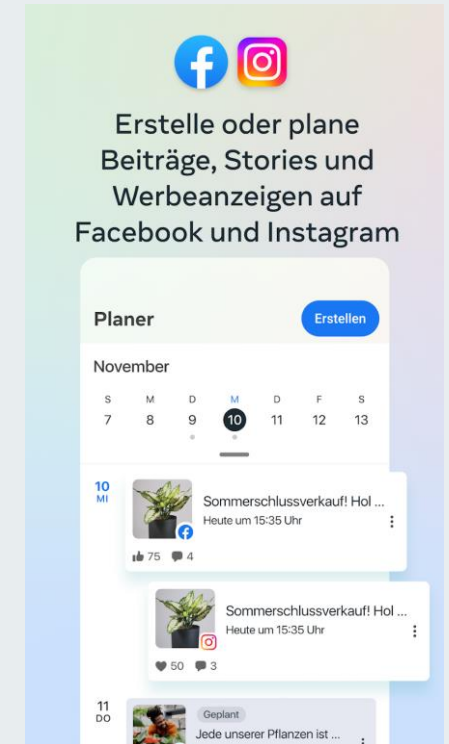 Erstelle oder plane
Beiträge, Stories und
Werbeanzeigen auf
Facebook und Instagram
Planer
Erstellen
November
S M D M D F S
7 8 9 10 11 12 13
10
MI
Sommerschlussverkauf! Hol ...
Heute um 15:35 Uhr
75 4
Sommerschlussverkauf! Hol ...
Heute um 15:35 Uhr
50 3
11
DO
Geplant
Jede unserer Pflanzen ist ...